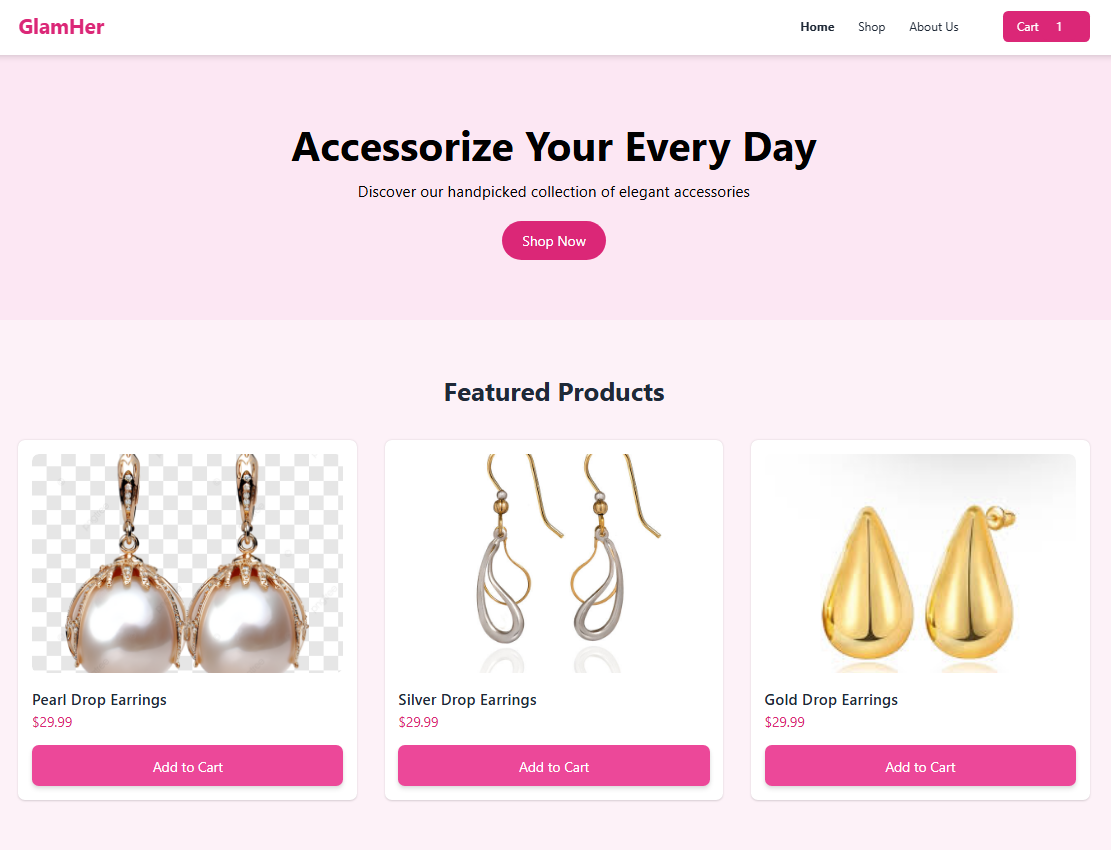 GlamHer
Home Shop About Us Cart 1
Accessorize Your Every Day
Discover our handpicked collection of elegant accessories
Shop Now
Featured Products
Pearl Drop Earrings
$29.99
Add to Cart
Silver Drop Earrings
$29.99
Add to Cart
Gold Drop Earrings
$29.99
Add to Cart